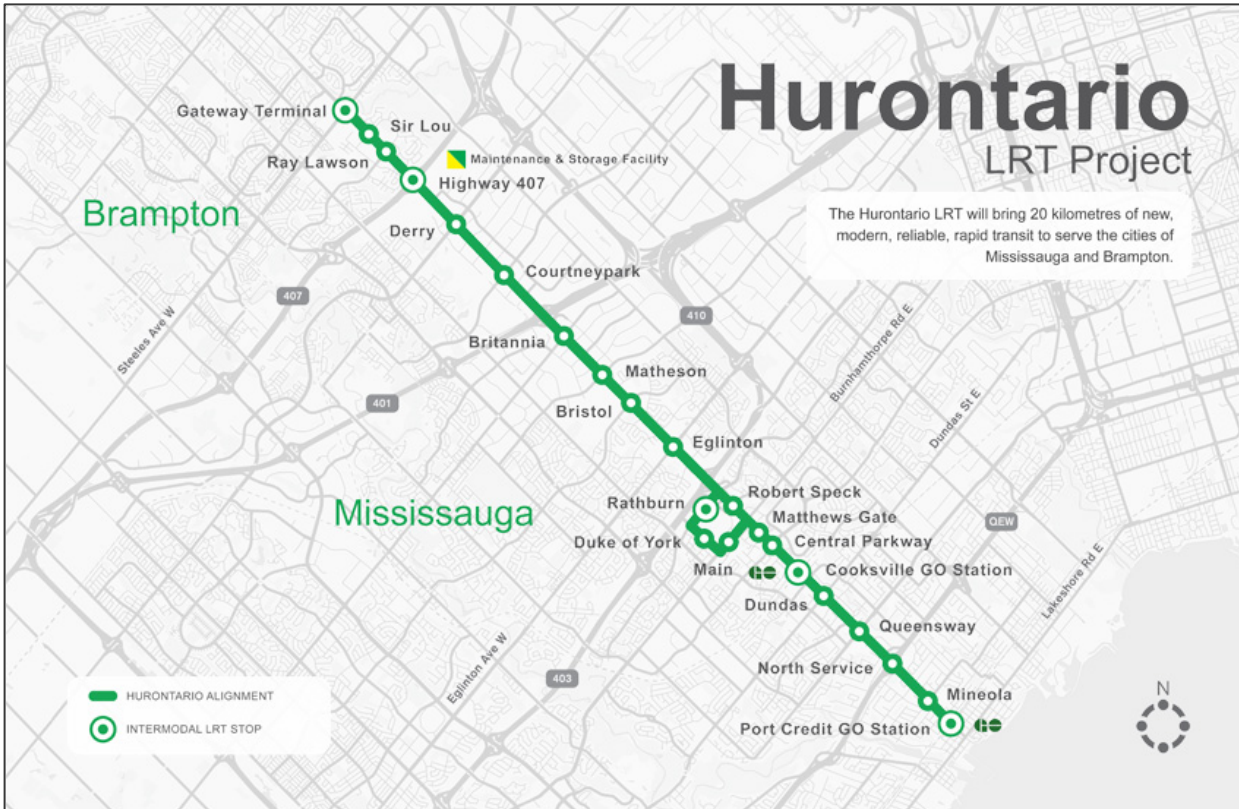 Hurontario
LRT Project
The Hurontario LRT will bring 20 kilometres of new,
modern, reliable, rapid transit to serve the cities of
Mississauga and Brampton.
Gateway Terminal
Sir Lou
Ray Lawson
Maintenance & Storage Facility
Highway 407
Brampton
Derry
Courtneypark
407
410
Steeles Ave W
Britannia
Burnhamthorpe Rd E
Matheson
401
Bristol
Dundas St E
Eglinton
Rathburn
Robert Speck
Mississauga
Matthews Gate
QEW
Duke of York
Central Parkway
Main
GO
Cooksville GO Station
Lakeshore Rd E
Dundas
Queensway
Eglinton Ave W
North Service
403
Mineola
Port Credit GO Station
GO
N
HURONTARIO ALIGNMENT
INTERMODAL LRT STOP